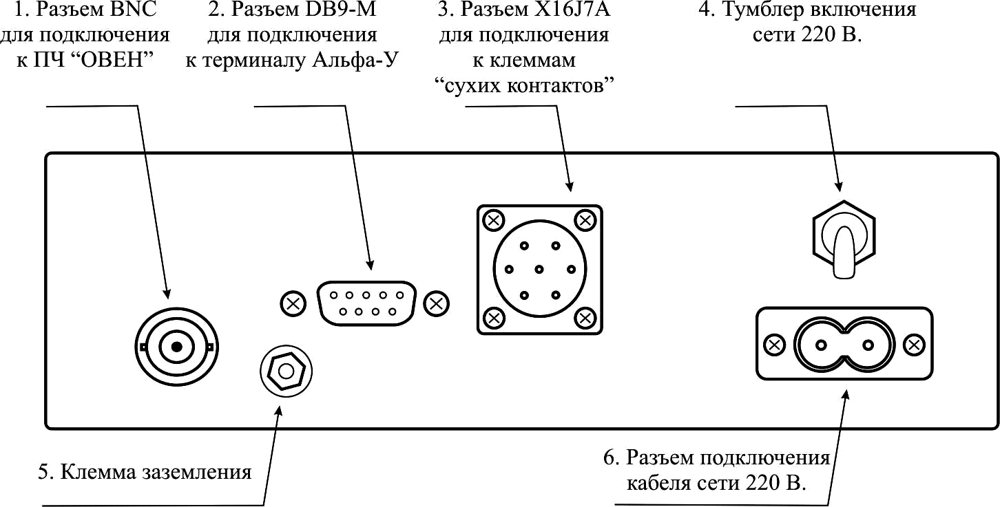 1. Разъем BNC
для подключения
к ПЧ “ОВЕН”
2. Разъем DB9-M
для подключения
к терминалу Альфа-У
3. Разъем X16J7A
для подключения
к клеммам
“сухих контактов”
4. Тумблер включения
сети 220 В.
5. Клемма заземления
6. Разъем подключения
кабеля сети 220 В.